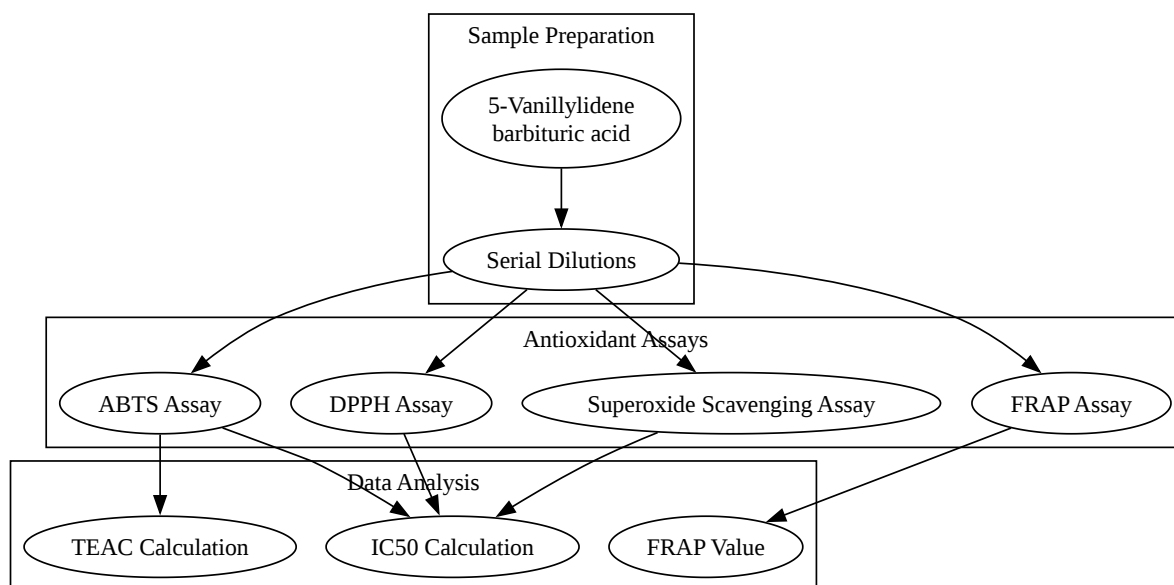 Sample Preparation
5-Vanillylidene
barbituric acid
Serial Dilutions
Antioxidant Assays
ABTS Assay
DPPH Assay
Superoxide Scavenging Assay
FRAP Assay
Data Analysis
TEAC Calculation
IC50 Calculation
FRAP Value